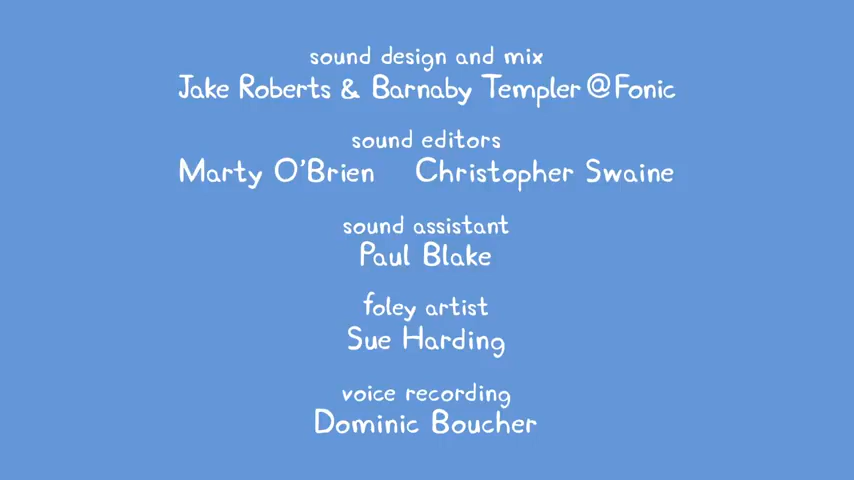 sound design and mix
Jake Roberts & Barnaby Templer @ Fonic
sound editors
Marty O'Brien Christopher Swaine
sound assistant
Paul Blake
foley artist
Sue Harding
voice recording
Dominic Boucher